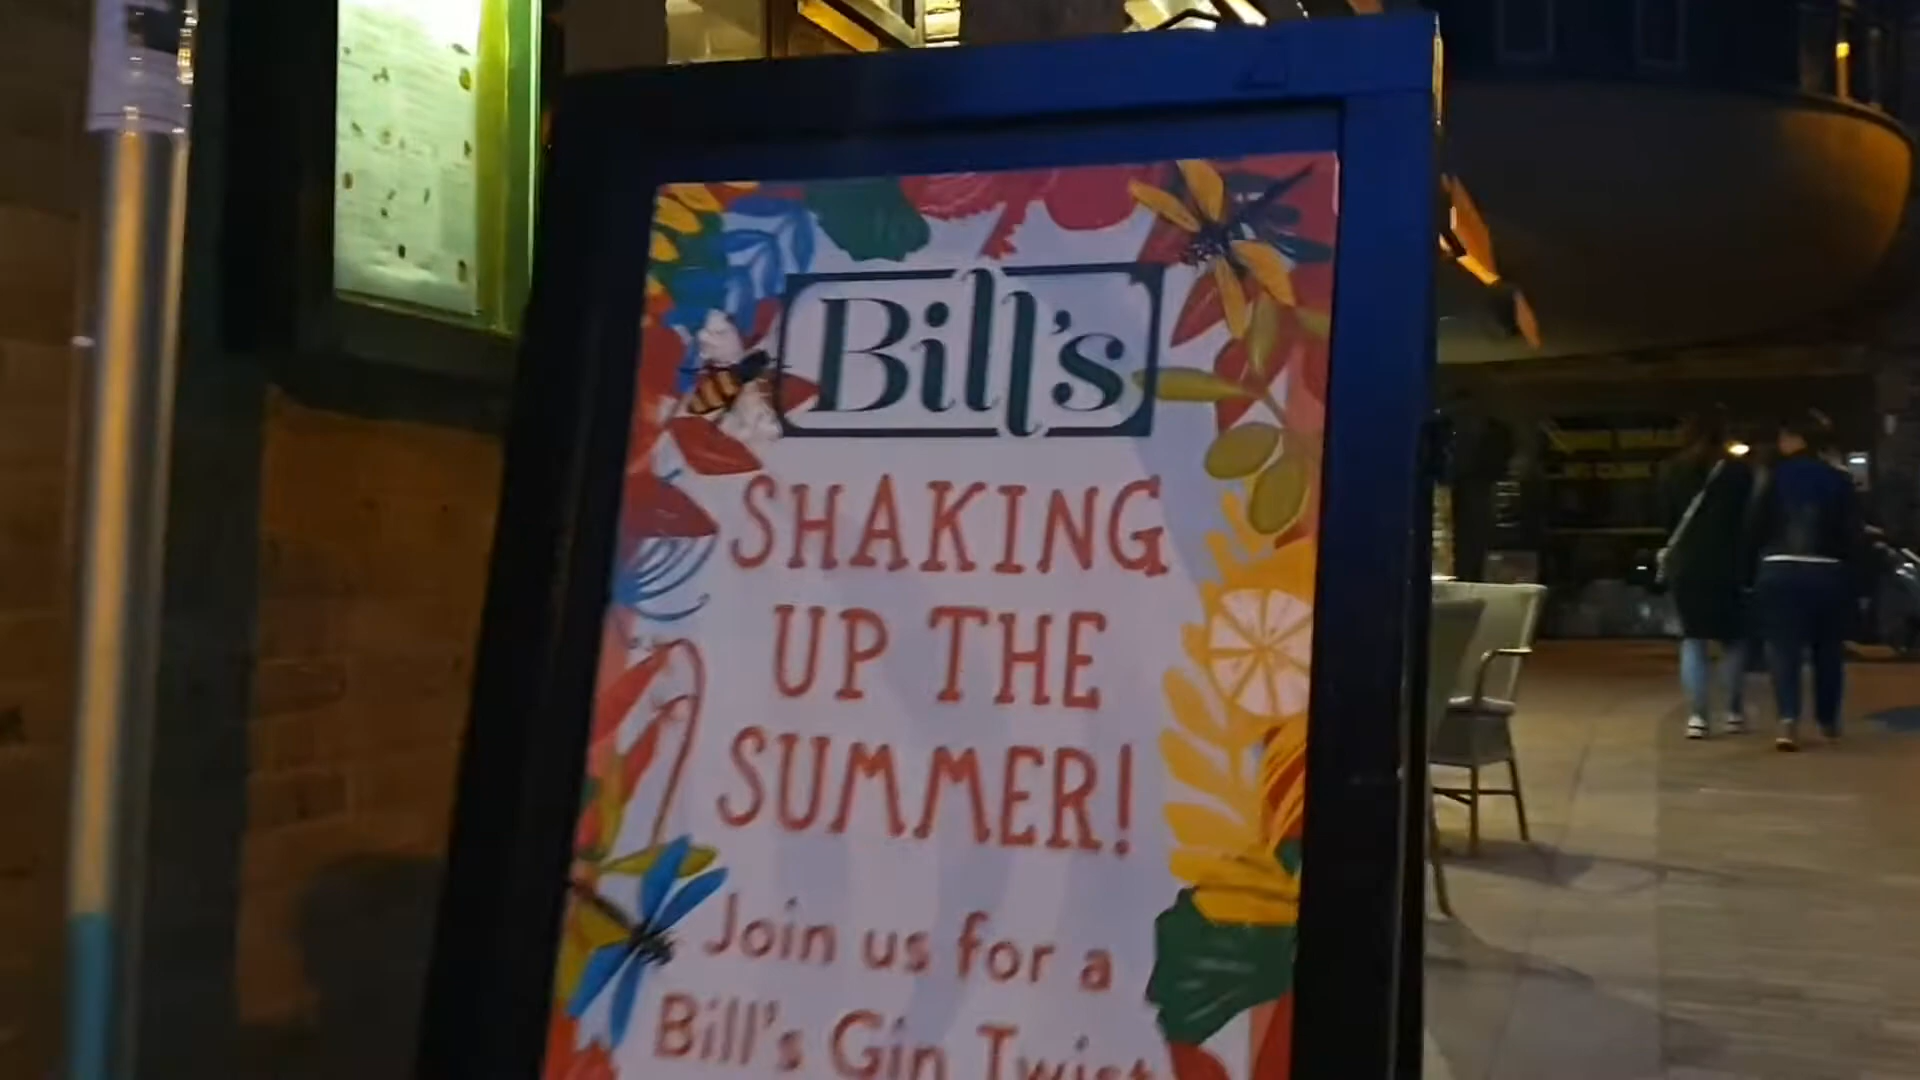 Bill's
SHAKING
UP THE
SUMMER!
Join us for a
Bill's Gin Twist